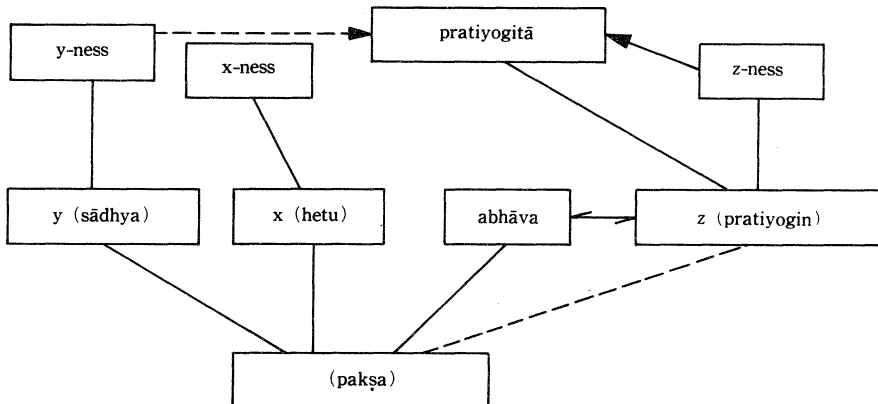 y-ness
x-ness
pratiyogitā
z-ness
y (sādhya)
x (hetu)
abhāva
z (pratiyogin)
(pakṣa)